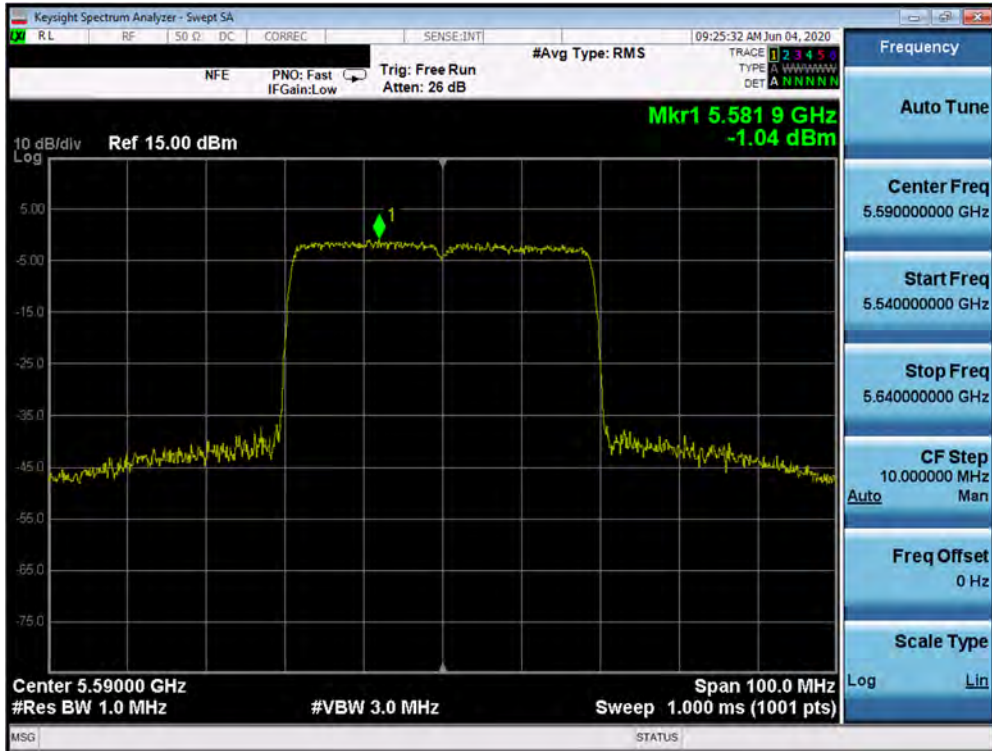 Keysight Spectrum Analyzer - Swept SA
LXI RL RF 50 Ω DC CORREC SENSE:INT 09:25:32 AM Jun 04, 2020
#Avg Type: RMS TRACE 1 2 3 4 5 6
NFE PNO: Fast Trig: Free Run TYPE A WWWWW
IFGain:Low Atten: 26 dB DET A N N N N N
Mkr1 5.581 9 GHz
10 dB/div Ref 15.00 dBm -1.04 dBm
Log
1
5.00
-5.00
-15.0
-25.0
-35.0
-45.0
-55.0
-65.0
-75.0
Center 5.59000 GHz Span 100.0 MHz
#Res BW 1.0 MHz #VBW 3.0 MHz Sweep 1.000 ms (1001 pts)
MSG STATUS
Frequency
Auto Tune
Center Freq
5.590000000 GHz
Start Freq
5.540000000 GHz
Stop Freq
5.640000000 GHz
CF Step
10.000000 MHz
Auto Man
Freq Offset
0 Hz
Scale Type
Log Lin